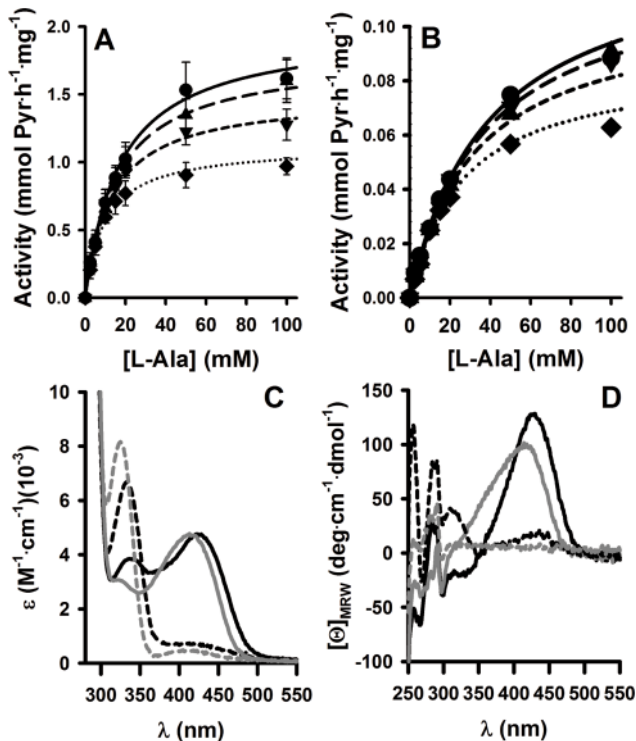 A
Activity (mmol Pyr·h⁻¹·mg⁻¹)
2.0
1.5
1.0
0.5
0.0
0 20 40 60 80 100
[L-Ala] (mM)
B
Activity (mmol Pyr·h⁻¹·mg⁻¹)
0.10
0.08
0.06
0.04
0.02
0.00
0 20 40 60 80 100
[L-Ala] (mM)
C
ε (M⁻¹·cm⁻¹)(10⁻³)
10
8
6
4
2
0
300 350 400 450 500 550
λ (nm)
D
[Θ]MRW (deg·cm⁻¹·dmol⁻¹)
150
100
50
0
-50
-100
250 300 350 400 450 500 550
λ (nm)